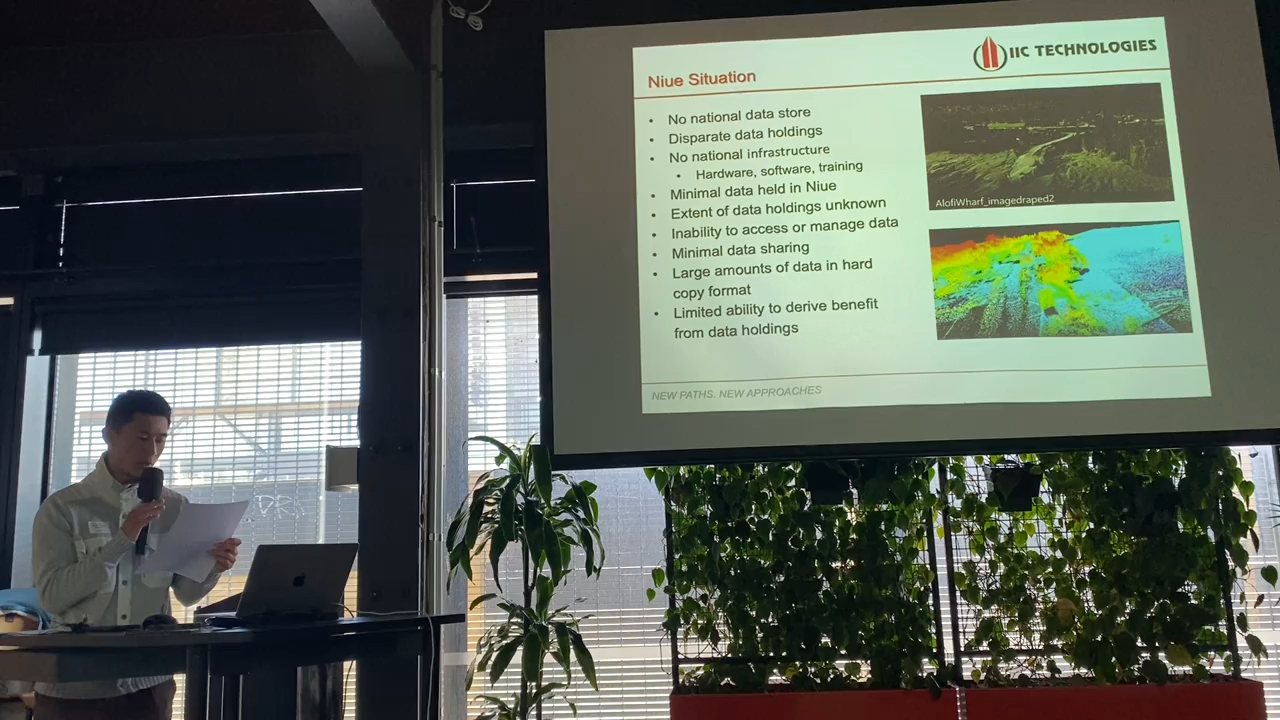 IIC TECHNOLOGIES
Niue Situation
• No national data store
• Disparate data holdings
• No national infrastructure
• Hardware, software, training
• Minimal data held in Niue
• Extent of data holdings unknown
• Inability to access or manage data
• Minimal data sharing
• Large amounts of data in hard
copy format
• Limited ability to derive benefit
from data holdings
AlofiWharf_imagedraped2
NEW PATHS. NEW APPROACHES